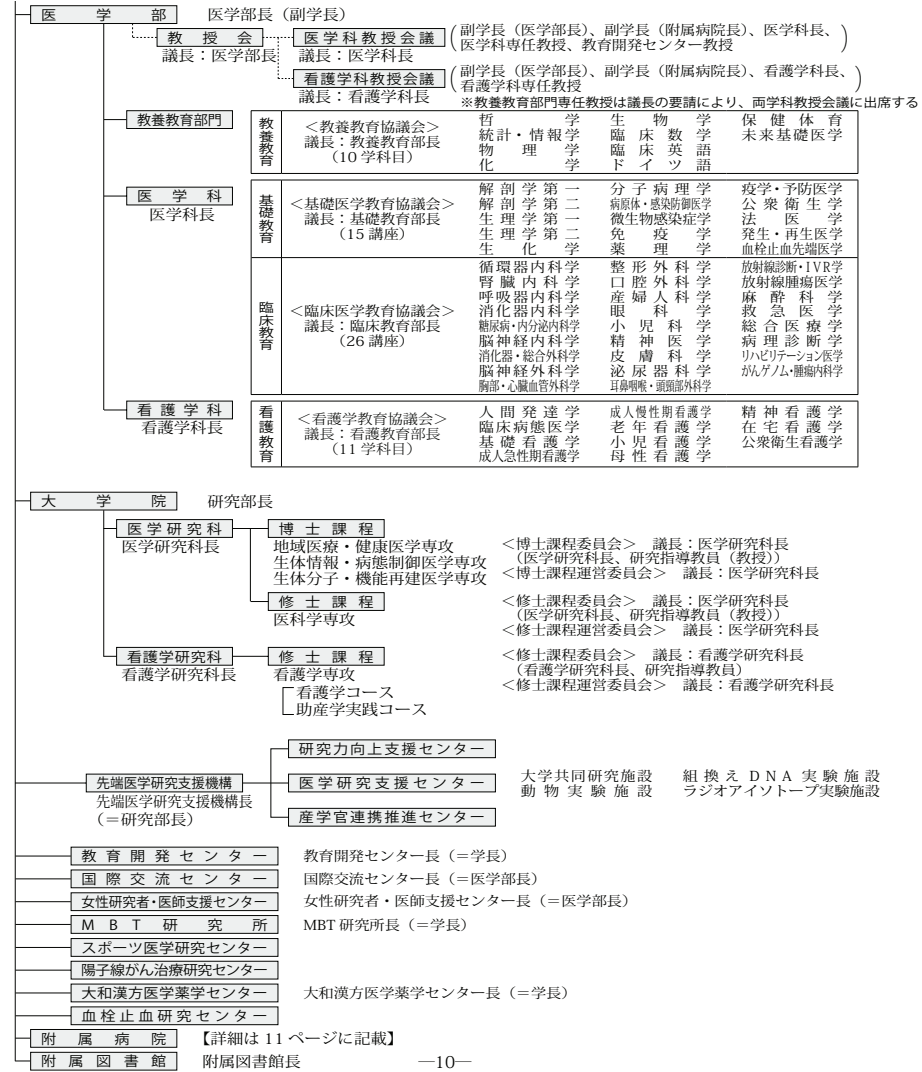 医学部 医学部長（副学長）
教授会 医学科教授会議 （副学長（医学部長）、副学長（附属病院長）、医学科長、
議長：医学部長 議長：医学科長 医学科専任教授、教育開発センター教授）
看護学科教授会議 （副学長（医学部長）、副学長（附属病院長）、看護学科長、
議長：看護学科長 看護学科専任教授）
※教養教育部門専任教授は議長の要請により、両学科教授会議に出席する
教養教育部門 教養教育 ＜教養教育協議会＞
議長：教養教育部長
（10 学科目）
哲学 生物学 保健体育
統計・情報学 臨床数学 未来基礎医学
物理学 臨床英語
化学 ドイツ語
医学科 基礎教育 ＜基礎医学教育協議会＞
医学科長 議長：基礎教育部長
（15 講座）
解剖学第一 分子病理学 疫学・予防医学
解剖学第二 病原体・感染防御医学 公衆衛生学
生理学第一 微生物感染症学 法医学
生理学第二 免疫学 発生・再生医学
生化学 薬理学 血栓止血先端医学
臨床教育 ＜臨床医学教育協議会＞
議長：臨床教育部長
（26 講座）
循環器内科学 整形外科学 放射線診断・IVR学
腎臓内科学 口腔外科学 放射線腫瘍医学
呼吸器内科学 産婦人科学 麻酔科学
消化器内科学 眼科学 救急医学
糖尿病・内分泌内科学 小児科学 総合医療学
脳神経内科学 精神医学 病理診断学
消化器・総合外科学 皮膚科学 リハビリテーション医学
脳神経外科学 泌尿器科学 がんゲノム・腫瘍内科学
胸部・心臓血管外科学 耳鼻咽喉・頭頸部外科学
看護学科 看護教育 ＜看護学教育協議会＞
看護学科長 議長：看護教育部長
（11 学科目）
人間発達学 成人慢性期看護学 精神看護学
臨床病態医学 老年看護学 在宅看護学
基礎看護学 小児看護学 公衆衛生看護学
成人急性期看護学 母性看護学
大学院 研究部長
医学研究科 博士課程
医学研究科長 地域医療・健康医学専攻 ＜博士課程委員会＞ 議長：医学研究科長
生体情報・病態制御医学専攻 （医学研究科長、研究指導教員（教授））
生体分子・機能再建医学専攻 ＜博士課程運営委員会＞ 議長：医学研究科長
修士課程 ＜修士課程委員会＞ 議長：医学研究科長
医科学専攻 （医学研究科長、研究指導教員（教授））
＜修士課程運営委員会＞ 議長：医学研究科長
看護学研究科 修士課程 ＜修士課程委員会＞ 議長：看護学研究科長
看護学研究科長 看護学専攻 （看護学研究科長、研究指導教員）
看護学コース ＜修士課程運営委員会＞ 議長：看護学研究科長
助産学実践コース
研究力向上支援センター
先端医学研究支援機構 医学研究支援センター 大学共同研究施設 組換えDNA実験施設
先端医学研究支援機構長 動物実験施設 ラジオアイソトープ実験施設
（＝研究部長） 産学官連携推進センター
教育開発センター 教育開発センター長（＝学長）
国際交流センター 国際交流センター長（＝医学部長）
女性研究者・医師支援センター 女性研究者・医師支援センター長（＝医学部長）
MBT研究所 MBT 研究所長（＝学長）
スポーツ医学研究センター
陽子線がん治療研究センター
大和漢方医学薬学センター 大和漢方医学薬学センター長（＝学長）
血栓止血研究センター
附属病院 【詳細は 11 ページに記載】
附属図書館 附属図書館長
―10―